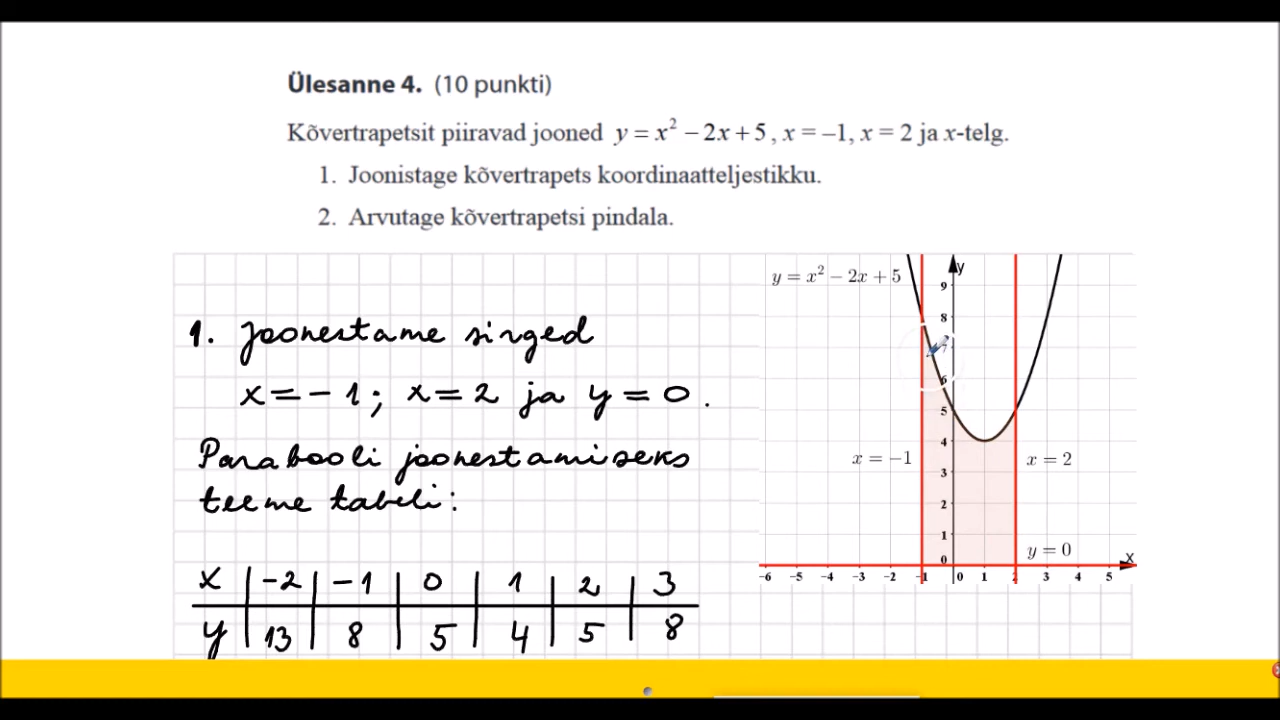 Ülesanne 4. (10 punkti)
Kõvertrapetsit piiravad jooned y = x² − 2x + 5, x = −1, x = 2 ja x-telg.
1. Joonistage kõvertrapets koordinaatteljestikku.
2. Arvutage kõvertrapetsi pindala.
1. Joonestame sirged
x = −1; x = 2 ja y = 0.
Parabooli joonestamiseks
teeme tabeli:
x | −2 | −1 | 0 | 1 | 2 | 3
y | 13 | 8 | 5 | 4 | 5 | 8
y = x² − 2x + 5
y
9
8
7
6
5
4
3
2
1
0
x = −1
x = 2
y = 0
x
-6 -5 -4 -3 -2 -1 0 1 2 3 4 5